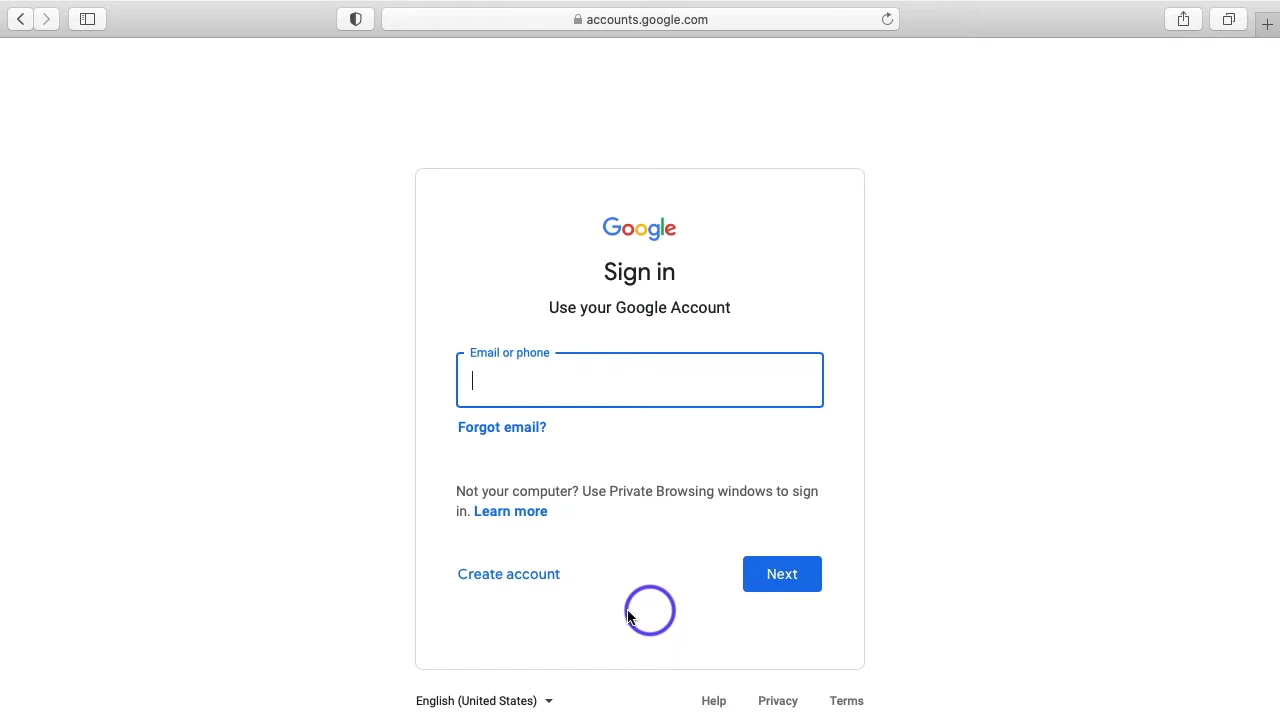 accounts.google.com
Google
Sign in
Use your Google Account
Email or phone
Forgot email?
Not your computer? Use Private Browsing windows to sign
in. Learn more
Create account
Next
English (United States)
Help
Privacy
Terms